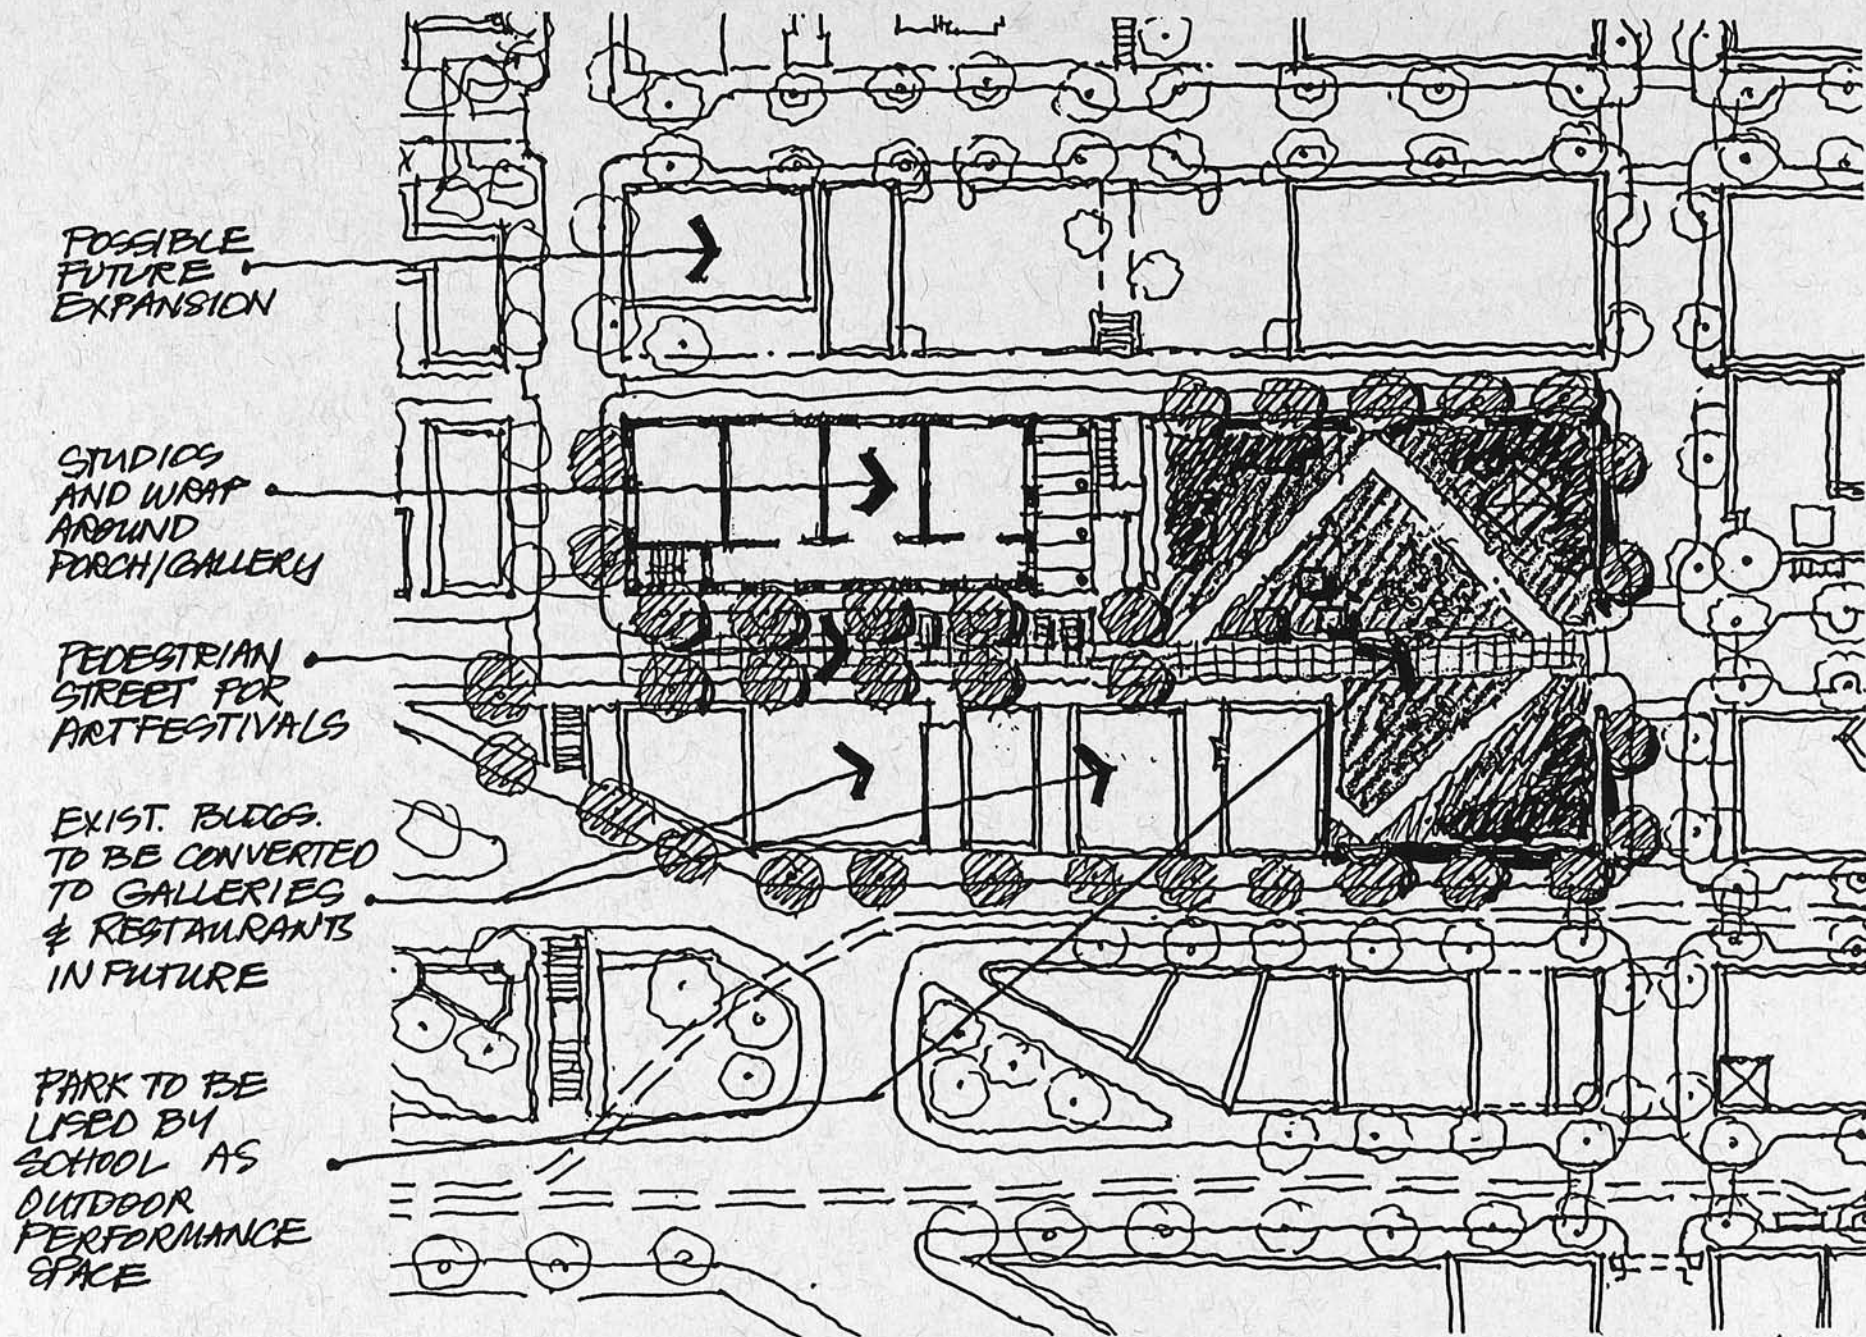 POSSIBLE
FUTURE
EXPANSION
STUDIOS
AND WRAP
AROUND
PORCH/GALLERY
PEDESTRIAN
STREET FOR
ART FESTIVALS
EXIST. BLDGS.
TO BE CONVERTED
TO GALLERIES
& RESTAURANTS
IN FUTURE
PARK TO BE
USED BY
SCHOOL AS
OUTDOOR
PERFORMANCE
SPACE